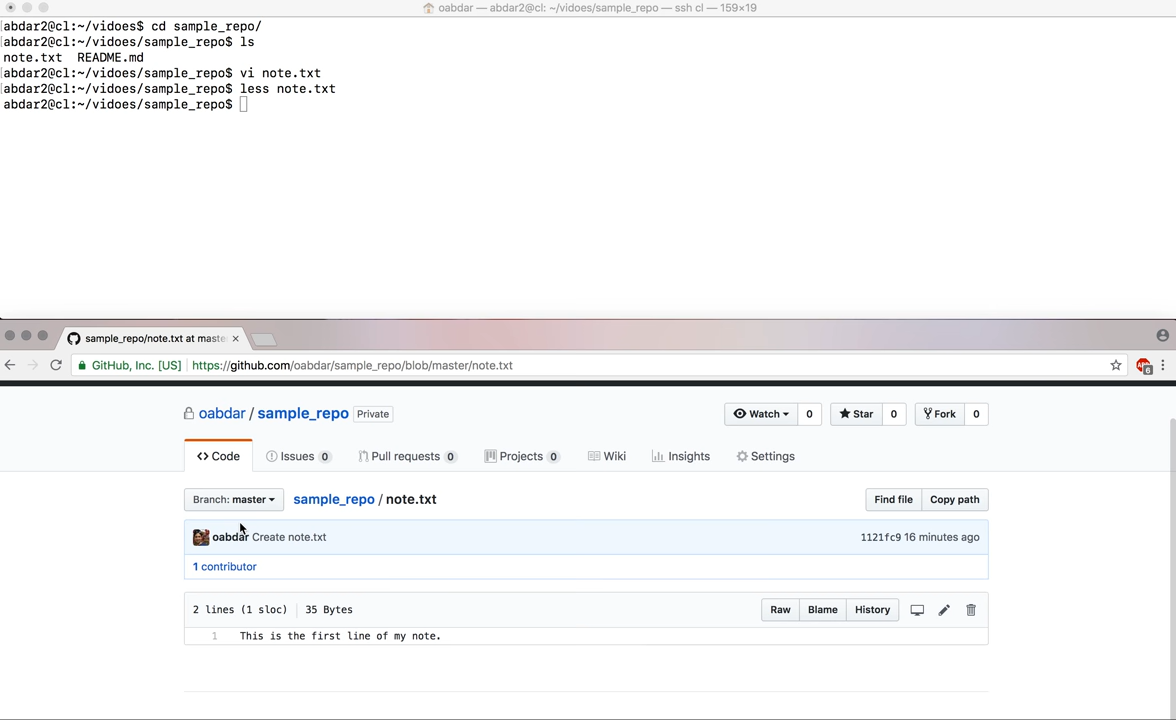 oabdar — abdar2@cl: ~/vidoes/sample_repo — ssh cl — 159×19
abdar2@cl:~/vidoes$ cd sample_repo/
abdar2@cl:~/vidoes/sample_repo$ ls
note.txt  README.md
abdar2@cl:~/vidoes/sample_repo$ vi note.txt
abdar2@cl:~/vidoes/sample_repo$ less note.txt
abdar2@cl:~/vidoes/sample_repo$
sample_repo/note.txt at maste
GitHub, Inc. [US] https://github.com/oabdar/sample_repo/blob/master/note.txt ABP 6
oabdar / sample_repo Private Watch 0 Star 0 Fork 0
Code Issues 0 Pull requests 0 Projects 0 Wiki Insights Settings
Branch: master sample_repo / note.txt Find file Copy path
oabdar Create note.txt 1121fc9 16 minutes ago
1 contributor
2 lines (1 sloc) 35 Bytes Raw Blame History
1 This is the first line of my note.